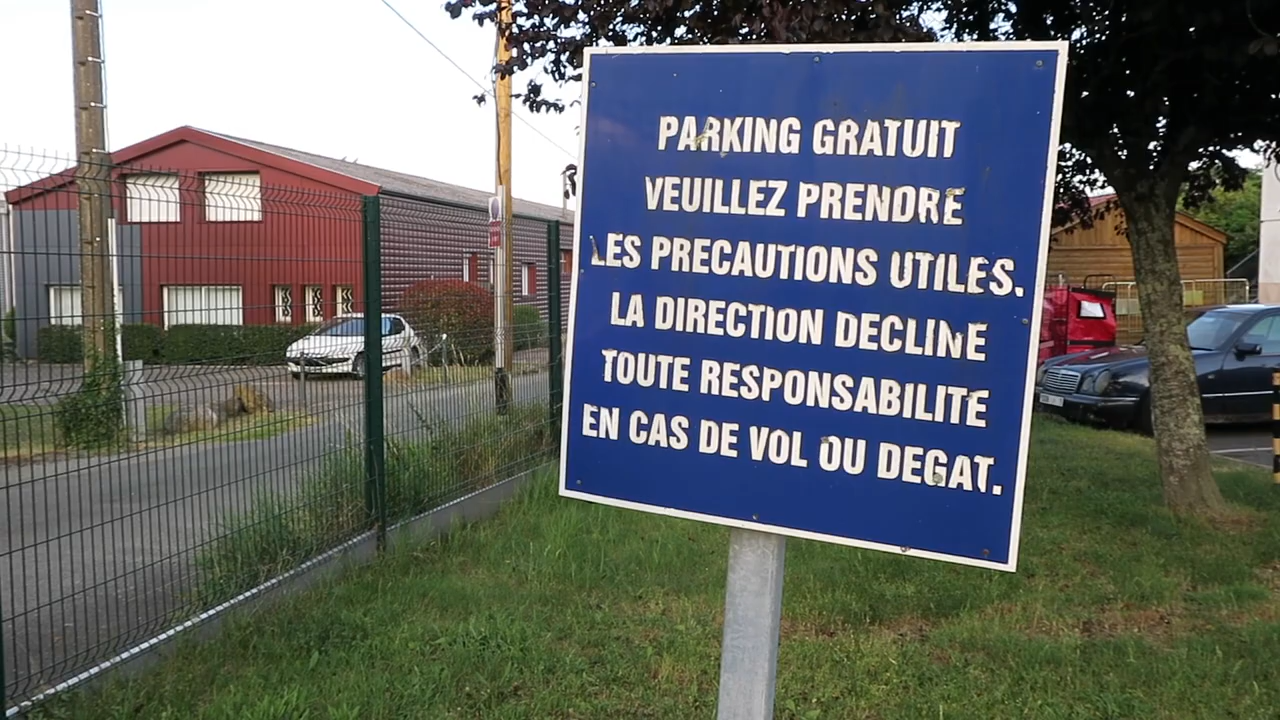 PARKING GRATUIT
VEUILLEZ PRENDRE
LES PRECAUTIONS UTILES.
LA DIRECTION DECLINE
TOUTE RESPONSABILITE
EN CAS DE VOL OU DEGAT.